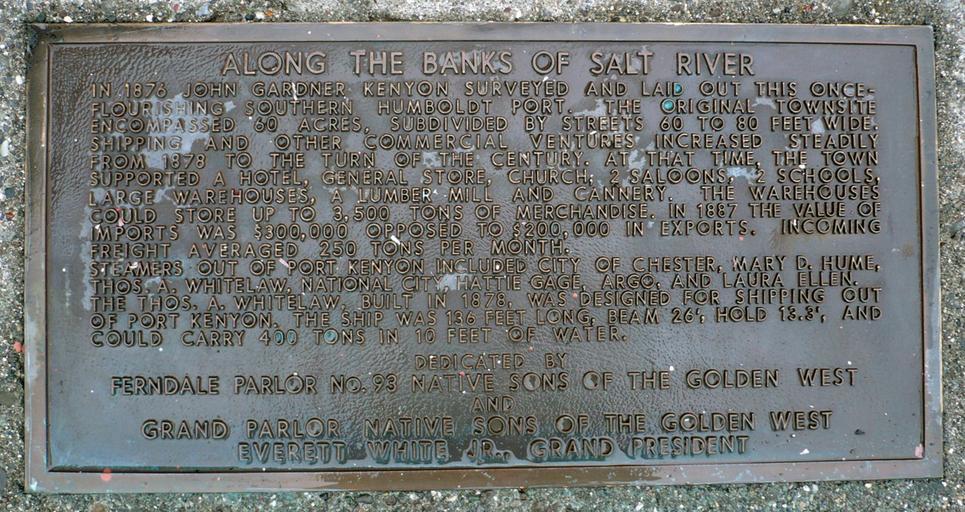 ALONG THE BANKS OF SALT RIVER
IN 1876 JOHN GARDNER KENYON SURVEYED AND LAID OUT THIS ONCE-
FLOURISHING SOUTHERN HUMBOLDT PORT. THE ORIGINAL TOWNSITE
ENCOMPASSED 60 ACRES, SUBDIVIDED BY STREETS 60 TO 80 FEET WIDE.
SHIPPING AND OTHER COMMERCIAL VENTURES INCREASED STEADILY
FROM 1878 TO THE TURN OF THE CENTURY. AT THAT TIME, THE TOWN
SUPPORTED A HOTEL, GENERAL STORE, CHURCH, 2 SALOONS, 2 SCHOOLS,
LARGE WAREHOUSES, A LUMBER MILL AND CANNERY. THE WAREHOUSES
COULD STORE UP TO 3,500 TONS OF MERCHANDISE. IN 1887 THE VALUE OF
IMPORTS WAS $300,000 OPPOSED TO $200,000 IN EXPORTS. INCOMING
FREIGHT AVERAGED 250 TONS PER MONTH.
STEAMERS OUT OF PORT KENYON INCLUDED CITY OF CHESTER, MARY D. HUME,
THOS. A. WHITELAW, NATIONAL CITY, HATTIE GAGE, ARGO, AND LAURA ELLEN.
THE THOS. A. WHITELAW, BUILT IN 1878, WAS DESIGNED FOR SHIPPING OUT
OF PORT KENYON. THE SHIP WAS 136 FEET LONG, BEAM 26', HOLD 13.3', AND
COULD CARRY 400 TONS IN 10 FEET OF WATER.
DEDICATED BY
FERNDALE PARLOR NO. 93 NATIVE SONS OF THE GOLDEN WEST
AND
GRAND PARLOR NATIVE SONS OF THE GOLDEN WEST
EVERETT WHITE JR., GRAND PRESIDENT